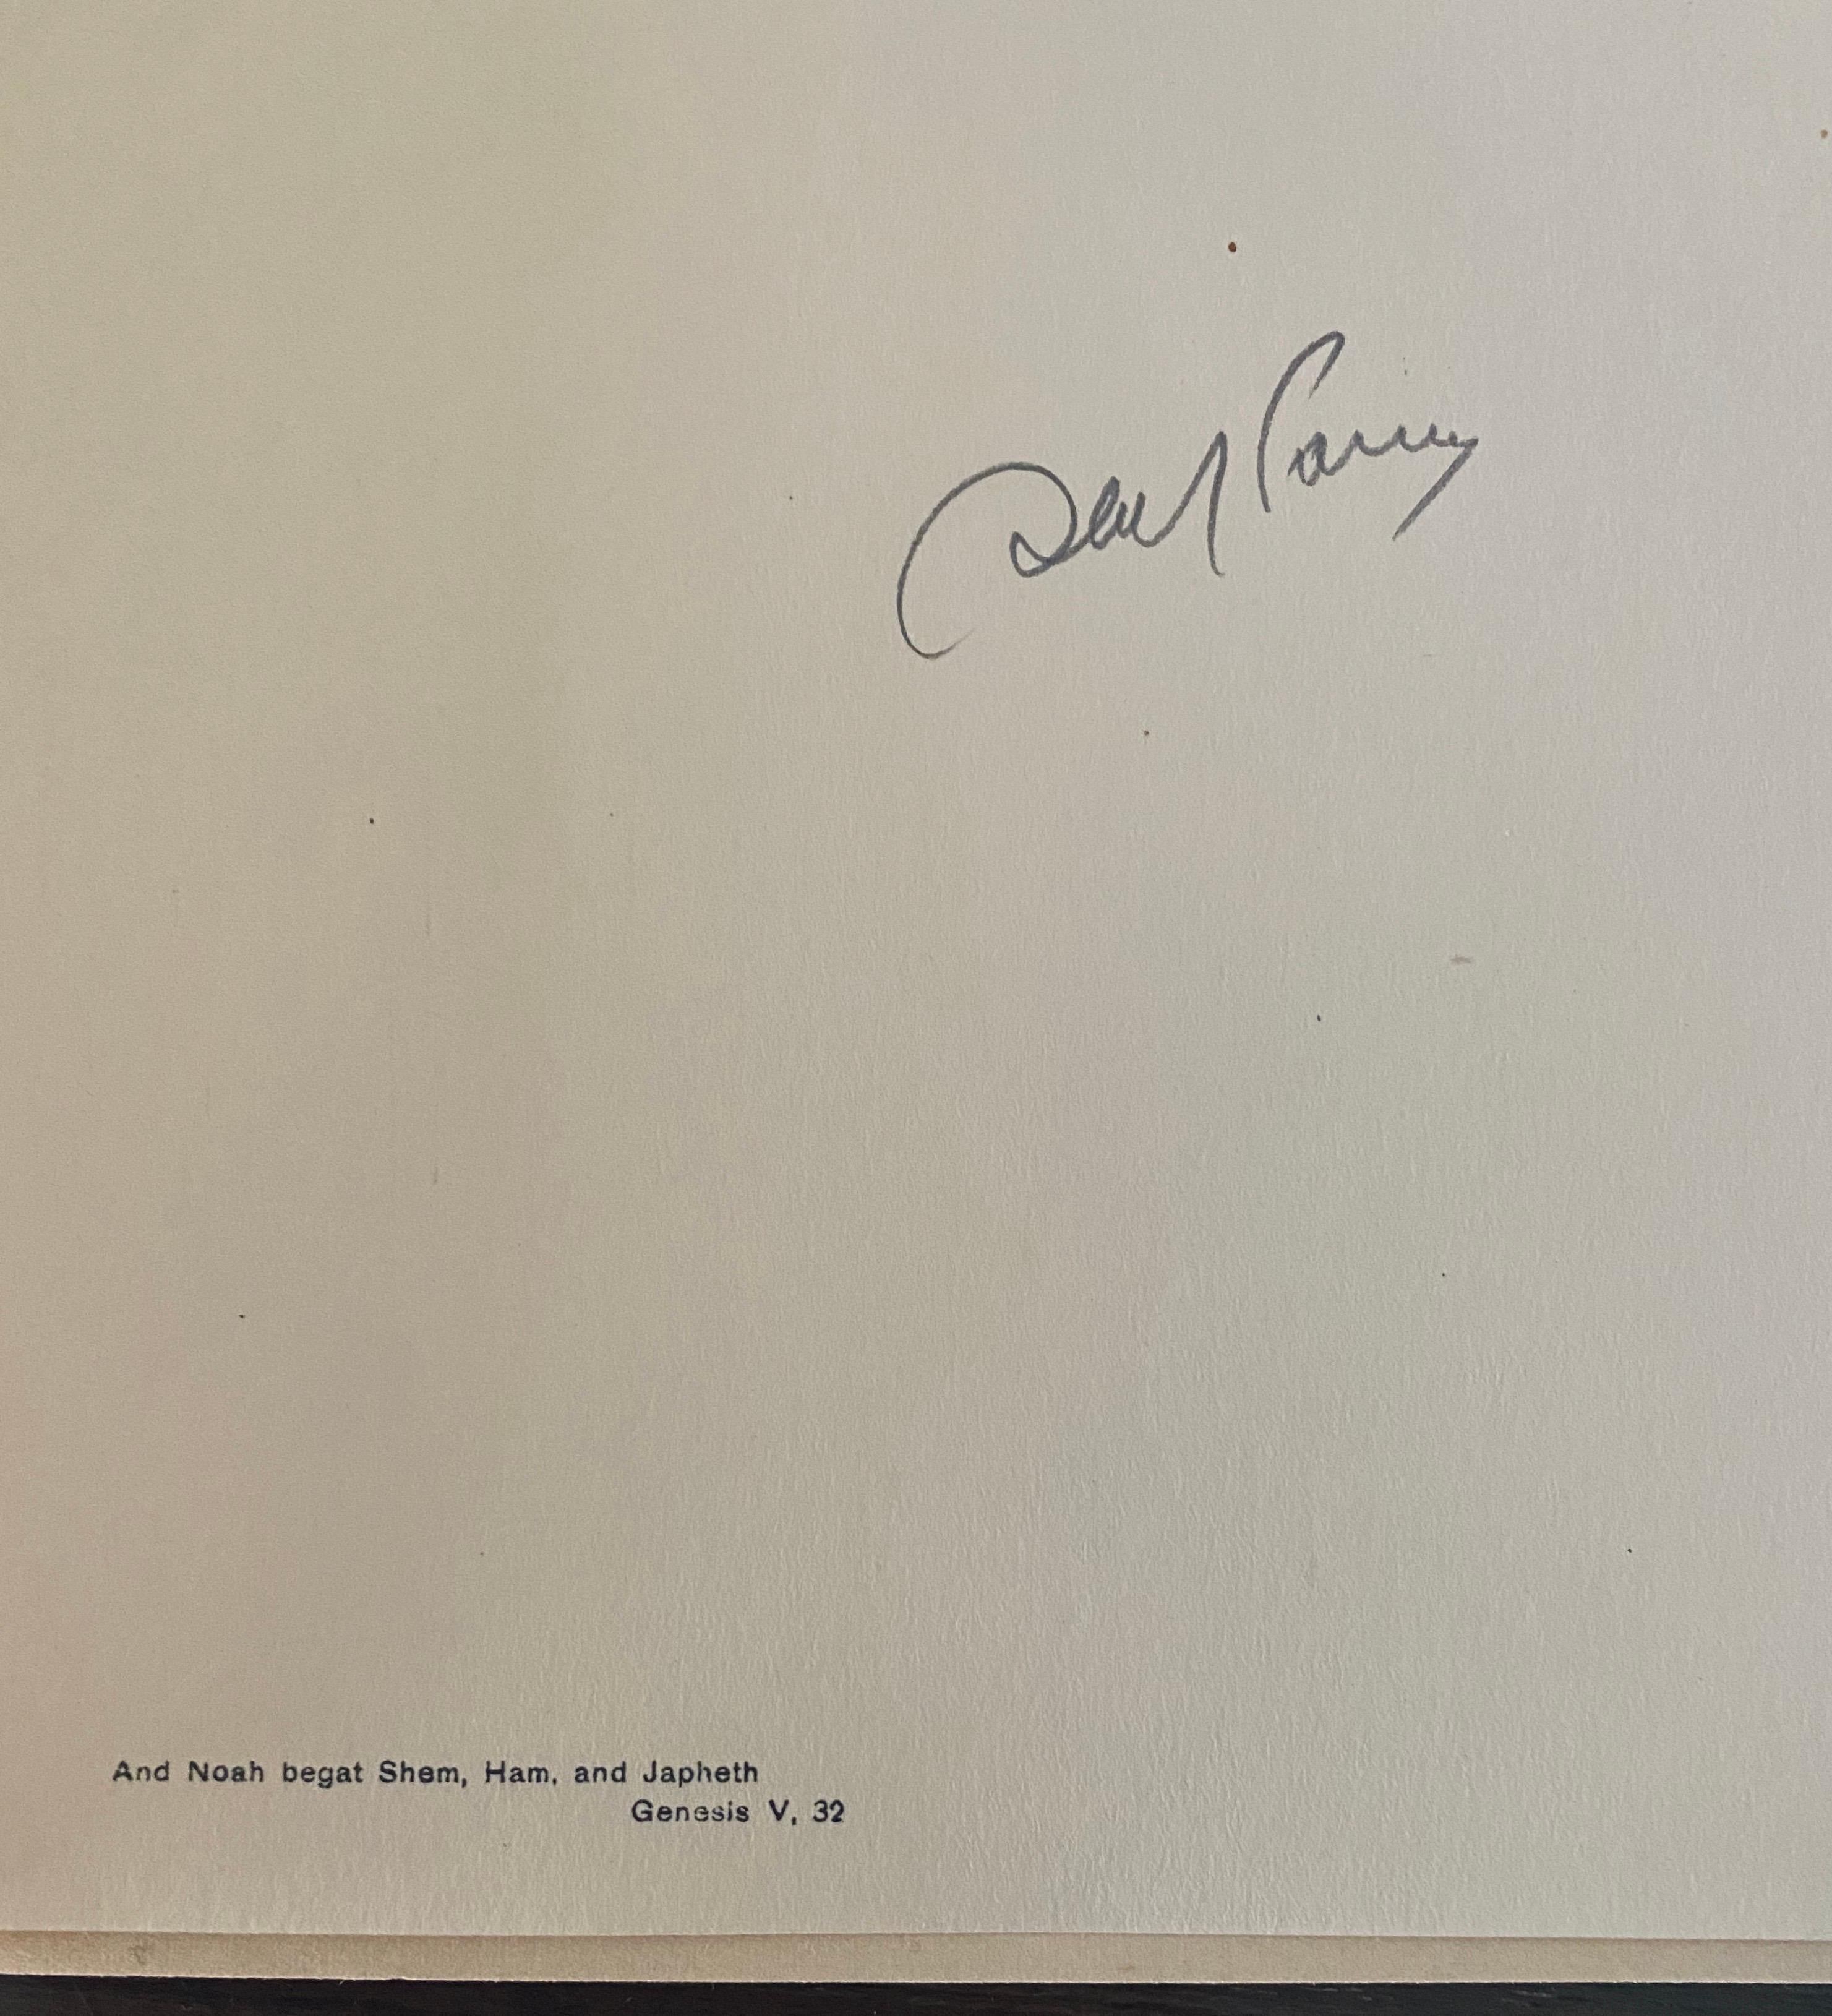 And Noah begat Shem, Ham, and Japheth
Genesis V, 32